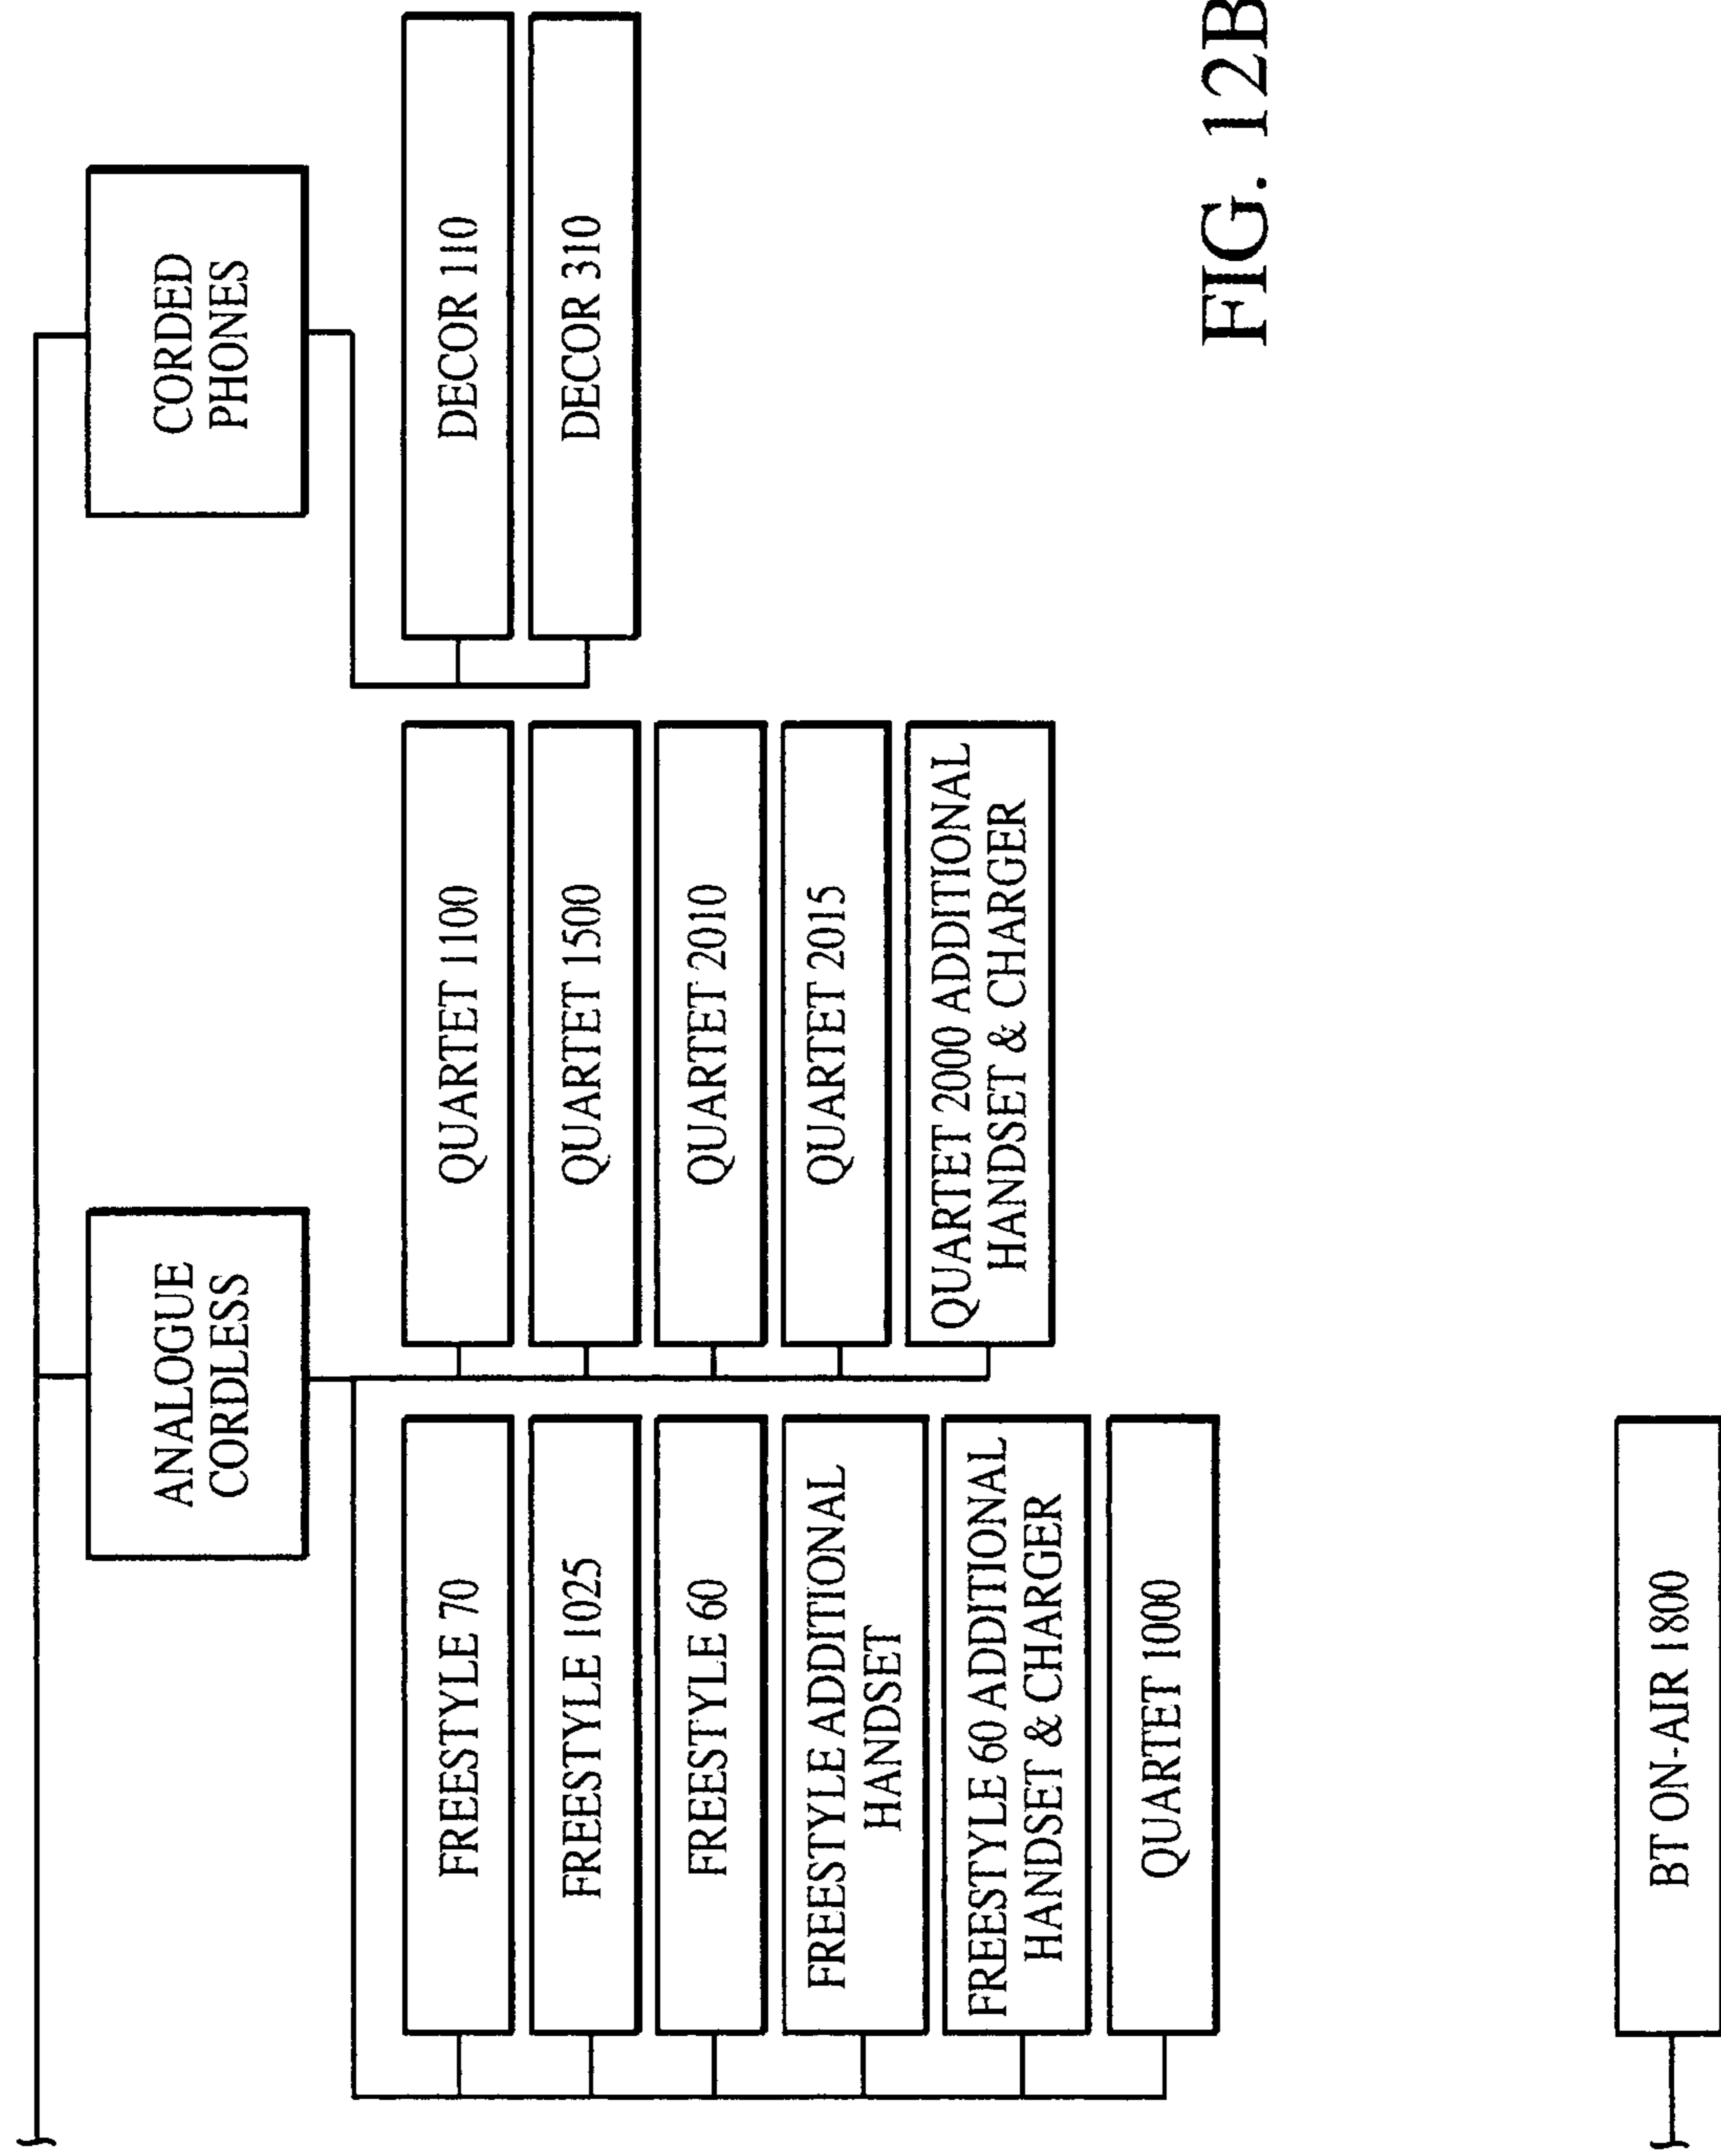 ANALOGUE
CORDLESS
CORDED
PHONES
FREESTYLE 70
FREESTYLE 1025
FREESTYLE 60
FREESTYLE ADDITIONAL
HANDSET
FREESTYLE 60 ADDITIONAL
HANDSET & CHARGER
QUARTET 1000
QUARTET 1100
QUARTET 1500
QUARTET 2010
QUARTET 2015
QUARTET 2000 ADDITIONAL
HANDSET & CHARGER
DECOR 110
DECOR 310
BT ON-AIR 1800
FIG. 12B